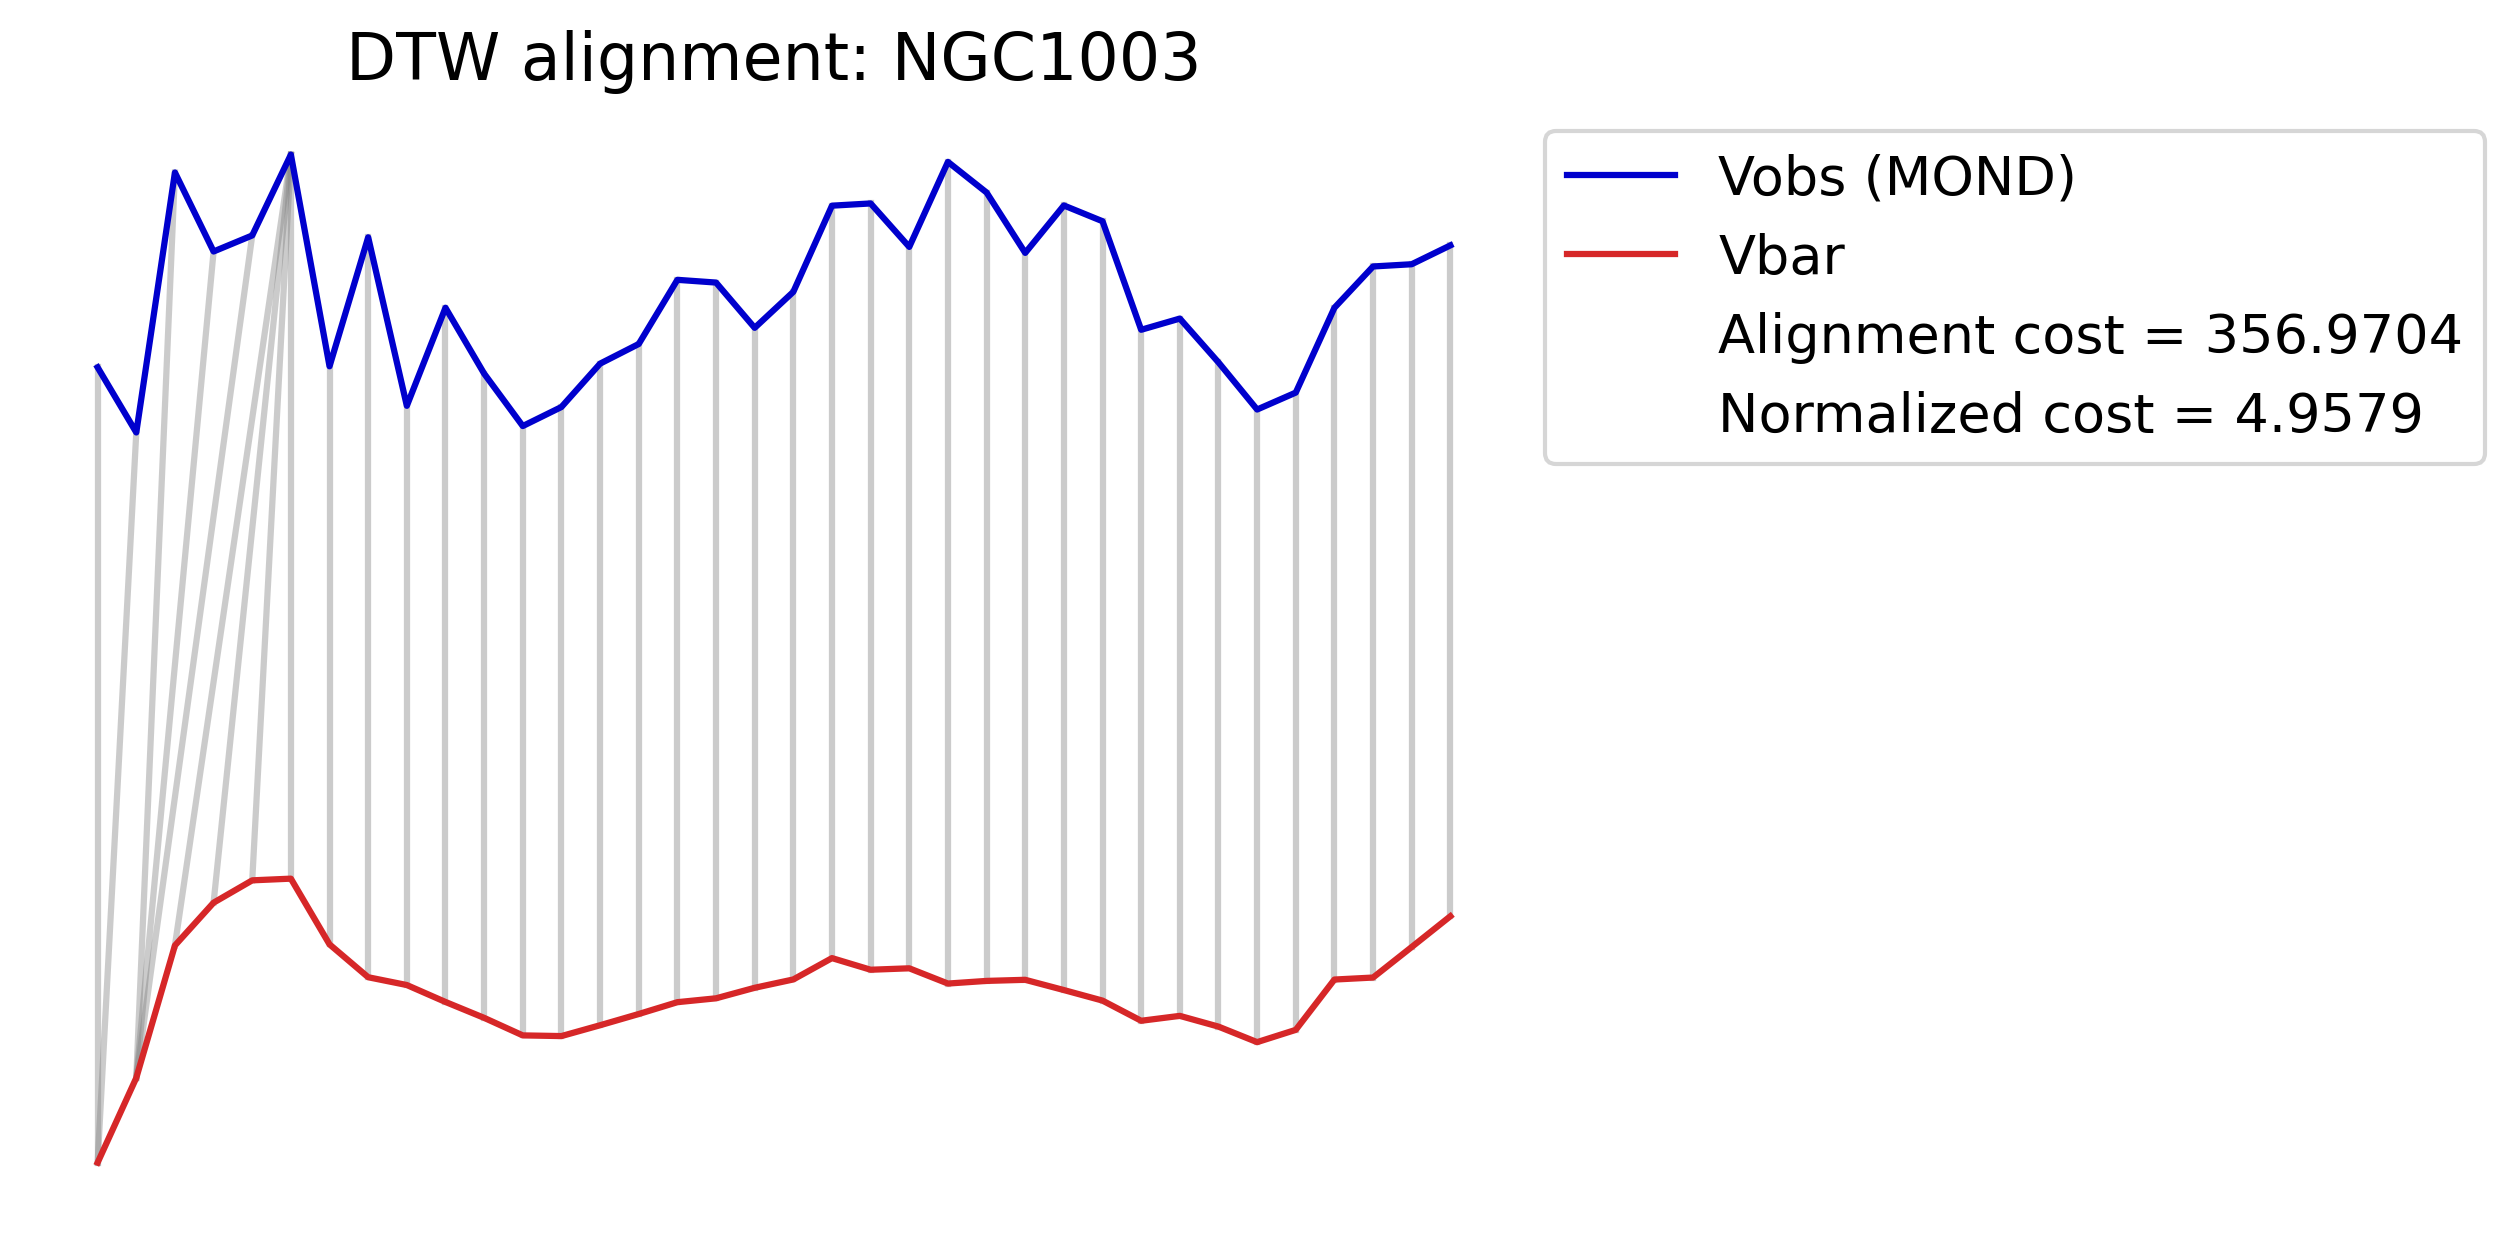 DTW alignment: NGC1003
Vobs (MOND)
Vbar
Alignment cost = 356.9704
Normalized cost = 4.9579